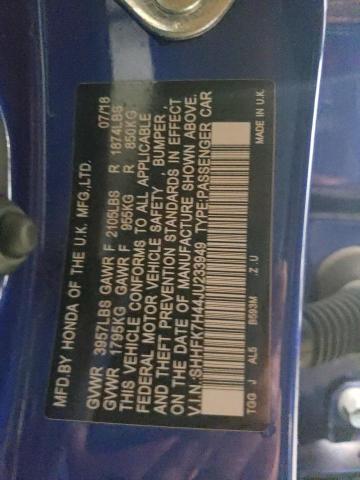 MFD.BY HONDA OF THE U.K. MFG.,LTD. 07/18
GVWR 3957LBS GAWR F 2105LBS R 1874LBS
GVWR 1795KG GAWR F 955KG R 850KG
THIS VEHICLE CONFORMS TO ALL APPLICABLE
FEDERAL MOTOR VEHICLE SAFETY , BUMPER ,
AND THEFT PREVENTION STANDARDS IN EFFECT
ON THE DATE OF MANUFACTURE SHOWN ABOVE.
V.I.N.:SHHFK7H44JU233949 TYPE:PASSENGER CAR
TGG J AL5 B593M .Z.U MADE IN U.K.